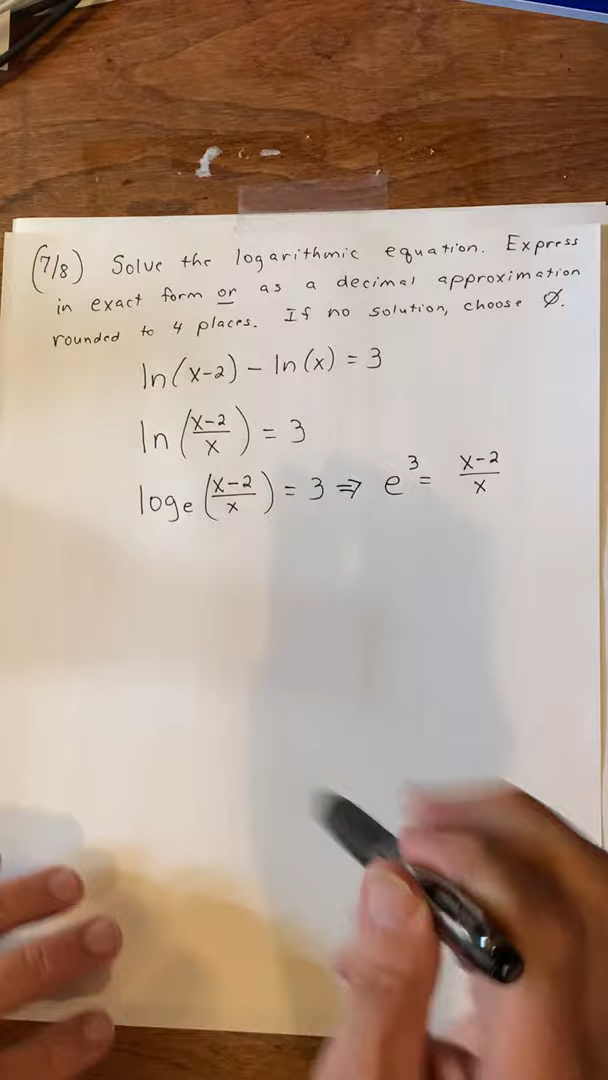 (7/8) Solve the logarithmic equation. Express
in exact form or as a decimal approximation
rounded to 4 places. If no solution, choose ∅.
ln(x-2) - ln(x) = 3
ln((x-2)/x) = 3
log_e((x-2)/x) = 3 ⇒ e^3 = (x-2)/x